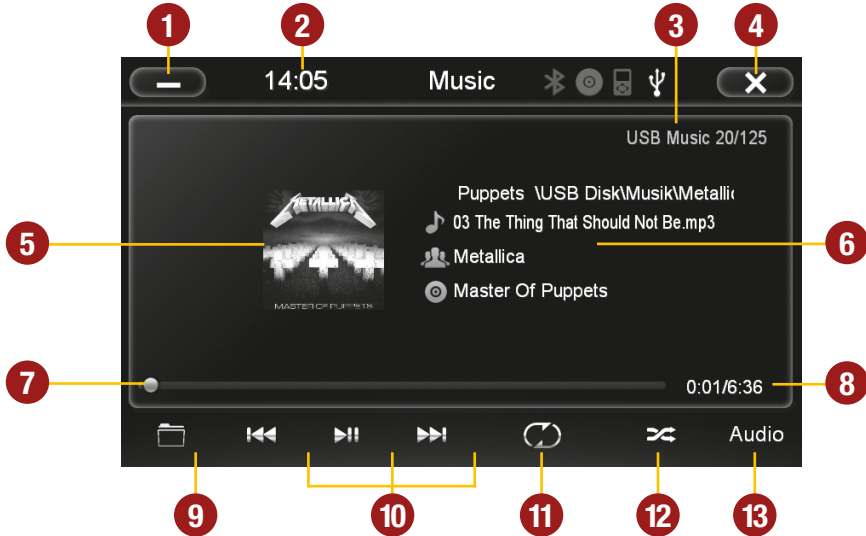 1
2
3
4
14:05
Music
USB Music 20/125
METALLICA
MASTER OF PUPPETS
Puppets \USB Disk\Musik\Metallic
03 The Thing That Should Not Be.mp3
Metallica
Master Of Puppets
5
6
7
0:01/6:36
8
Audio
9
10
11
12
13